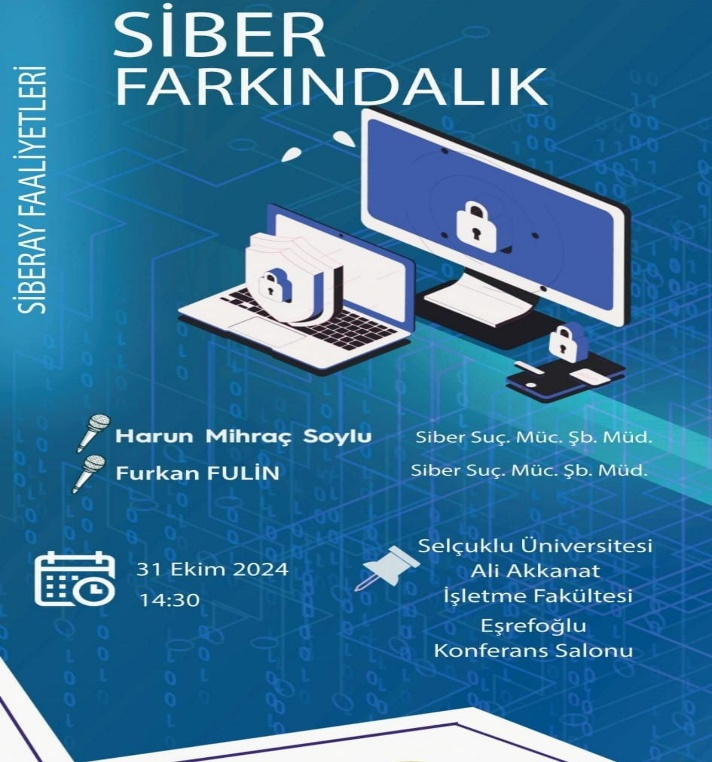 SİBER
FARKINDALIK
SİBERAY FAALİYETLERİ
Harun Mihraç Soylu
Siber Suç. Müc. Şb. Müd.
Furkan FULİN
Siber Suç. Müc. Şb. Müd.
31 Ekim 2024
14:30
Selçuklu Üniversitesi
Ali Akkanat
İşletme Fakültesi
Eşrefoğlu
Konferans Salonu